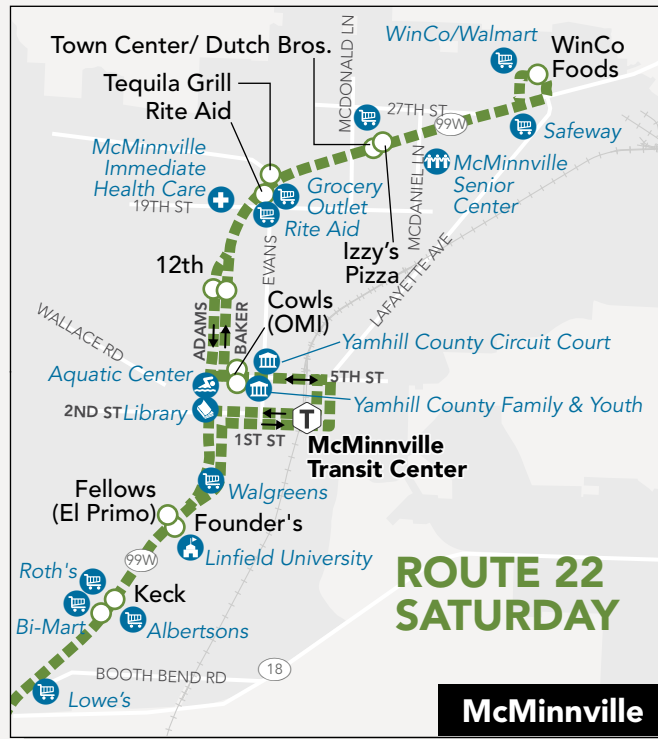 Town Center/ Dutch Bros.
MCDONALD LN
WinCo/Walmart
WinCo
Foods
Tequila Grill
Rite Aid
27TH ST
99W
Safeway
McMinnville
Immediate
Health Care
19TH ST
Grocery
Outlet
Rite Aid
MCDANIEL LN
McMinnville
Senior
Center
Izzy's
Pizza
EVANS
LAFAYETTE AVE
12th
Cowls
(OMI)
WALLACE RD
ADAMS
BAKER
Yamhill County Circuit Court
Aquatic Center
5TH ST
2ND ST
Library
Yamhill County Family & Youth
1ST ST
T
McMinnville
Transit Center
Walgreens
Fellows
(El Primo)
Founder's
99W
Linfield University
Roth's
Keck
Bi-Mart
Albertsons
ROUTE 22
SATURDAY
BOOTH BEND RD
18
Lowe's
McMinnville